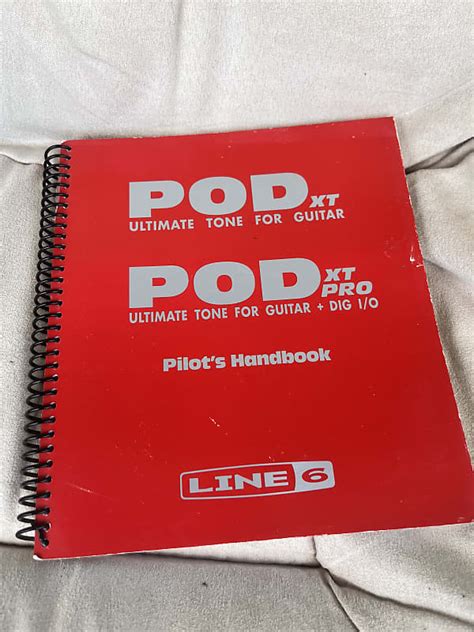 POD XT
ULTIMATE TONE FOR GUITAR
POD XT PRO
ULTIMATE TONE FOR GUITAR + DIG I/O
Pilot's Handbook
LINE 6